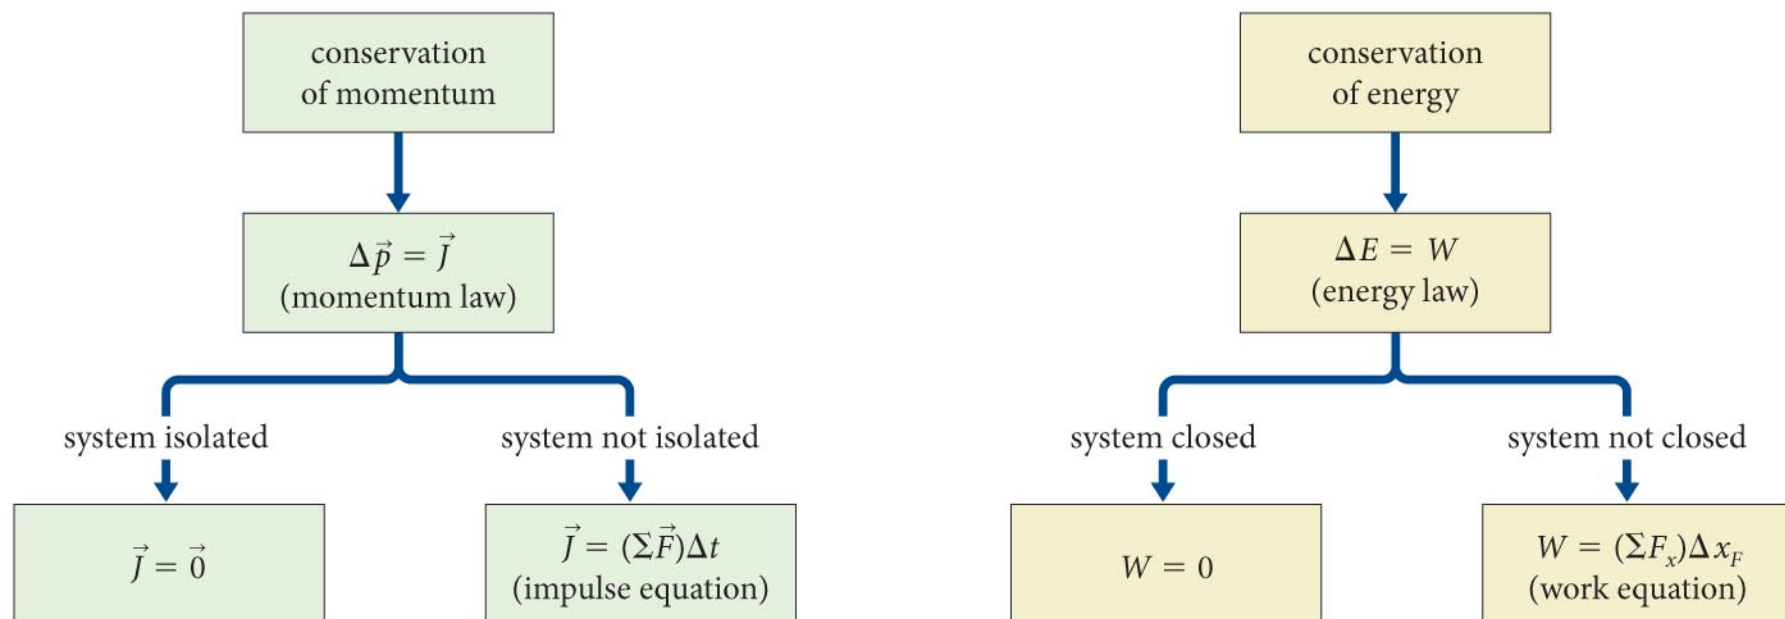 conservation
of momentum
Δp⃗ = J⃗
(momentum law)
system isolated
system not isolated
J⃗ = 0⃗
J⃗ = (ΣF⃗)Δt
(impulse equation)
conservation
of energy
ΔE = W
(energy law)
system closed
system not closed
W = 0
W = (ΣFₓ)Δx_F
(work equation)